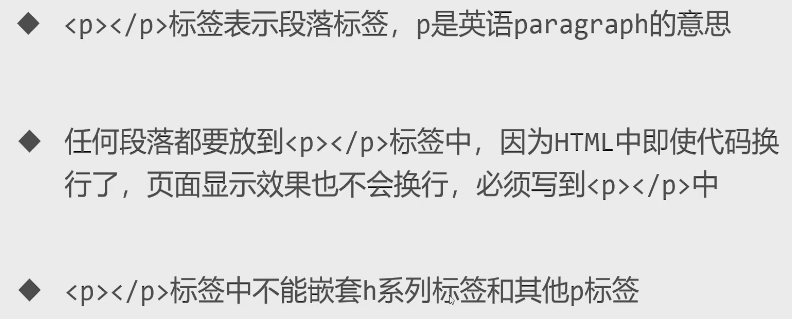 ◆ <p></p>标签表示段落标签，p是英语paragraph的意思
◆ 任何段落都要放到<p></p>标签中，因为HTML中即使代码换
行了，页面显示效果也不会换行，必须写到<p></p>中
◆ <p></p>标签中不能嵌套h系列标签和其他p标签